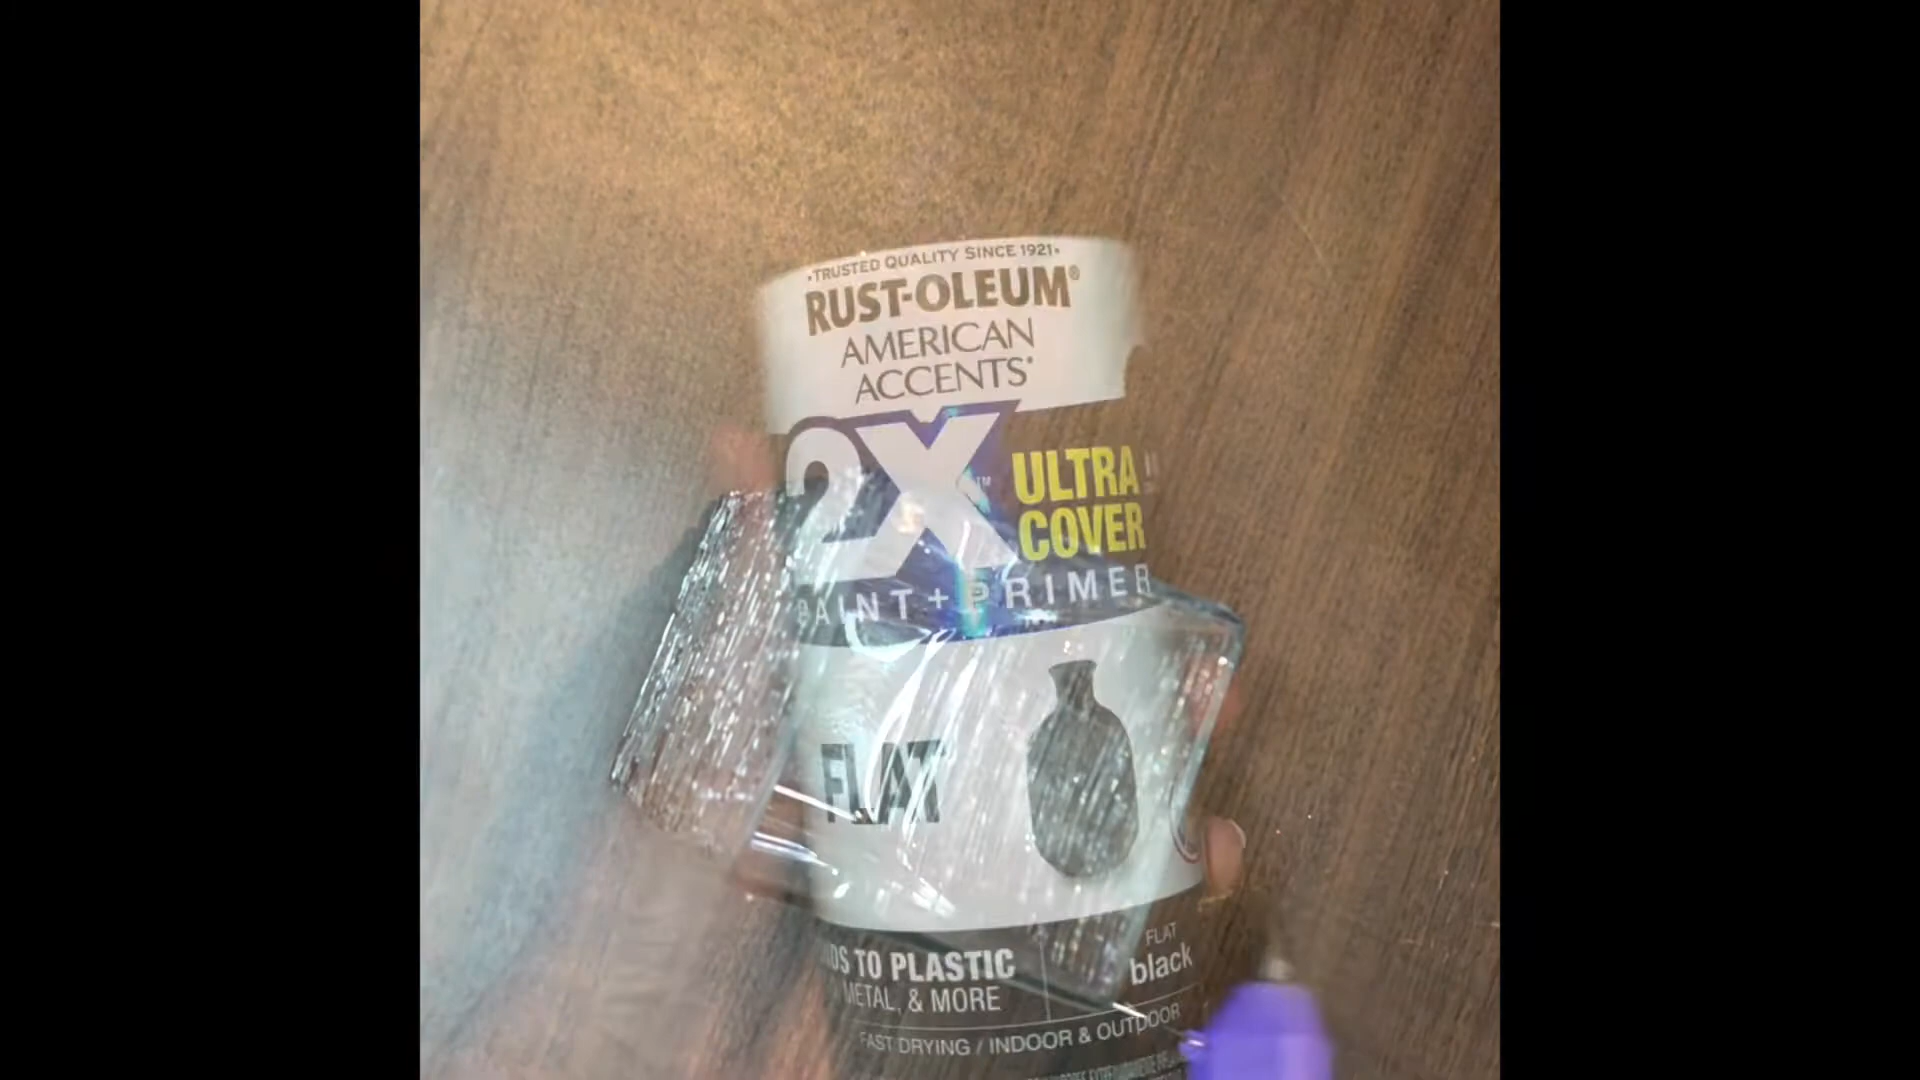 •TRUSTED QUALITY SINCE 1921•
RUST-OLEUM®
AMERICAN
ACCENTS®
2X™ ULTRA
COVER
PAINT + PRIMER
FLAT
TO PLASTIC
METAL, & MORE
FLAT
black
FAST DRYING / INDOOR & OUTDOOR